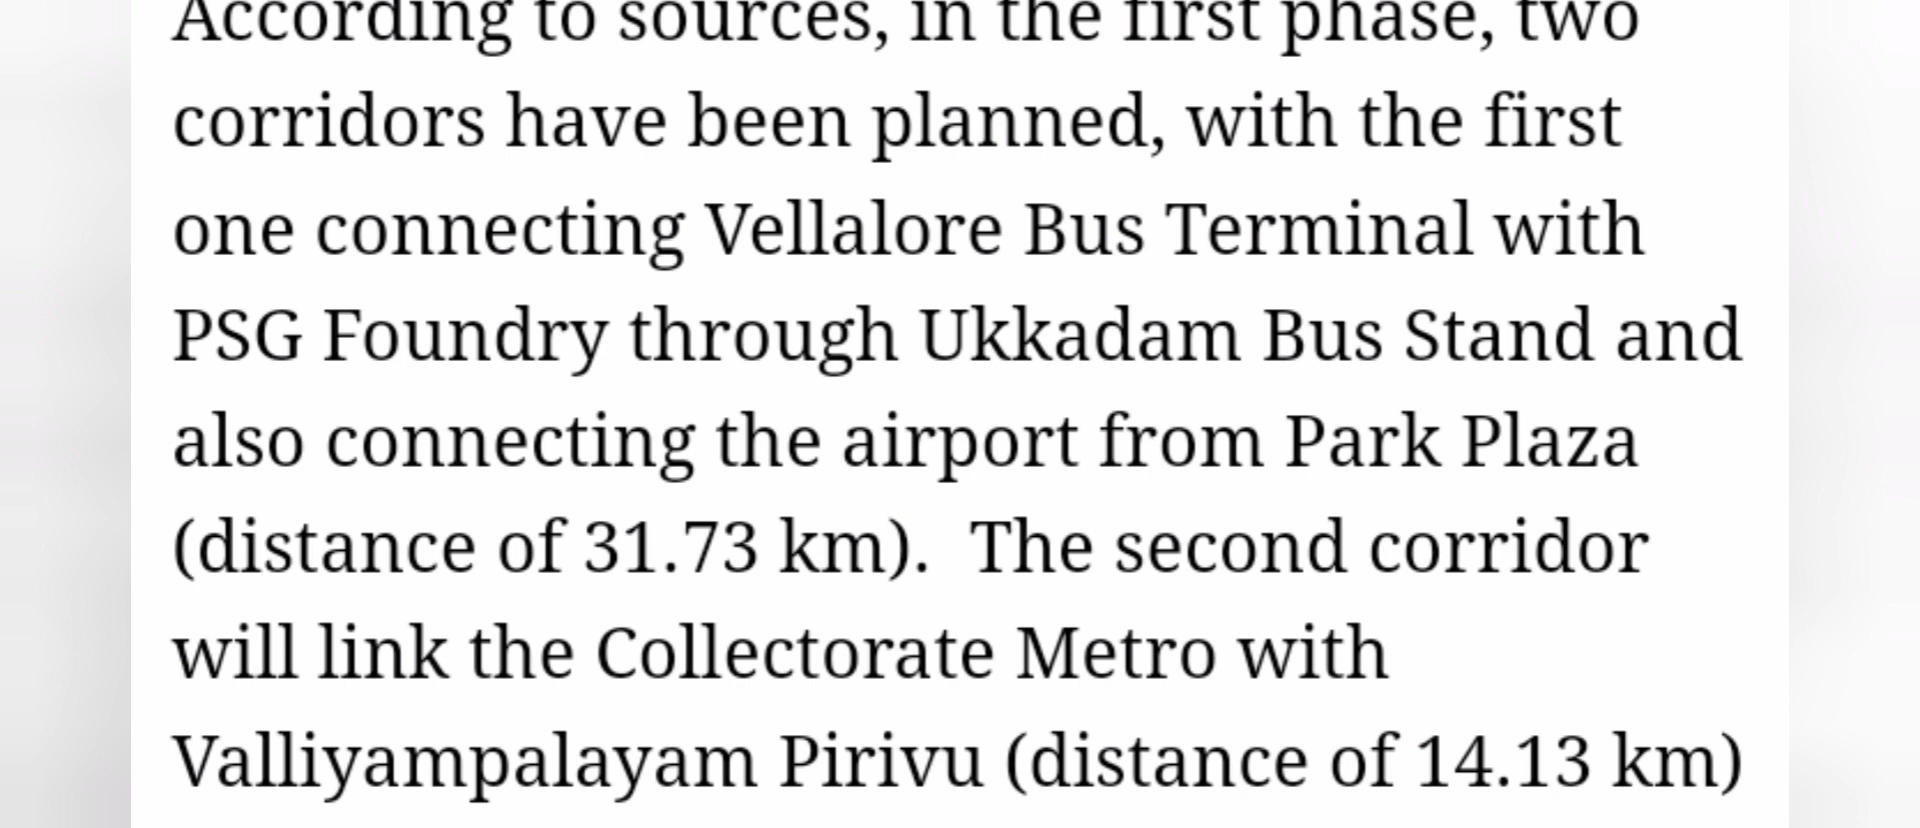 According to sources, in the first phase, two
corridors have been planned, with the first
one connecting Vellalore Bus Terminal with
PSG Foundry through Ukkadam Bus Stand and
also connecting the airport from Park Plaza
(distance of 31.73 km).  The second corridor
will link the Collectorate Metro with
Valliyampalayam Pirivu (distance of 14.13 km)